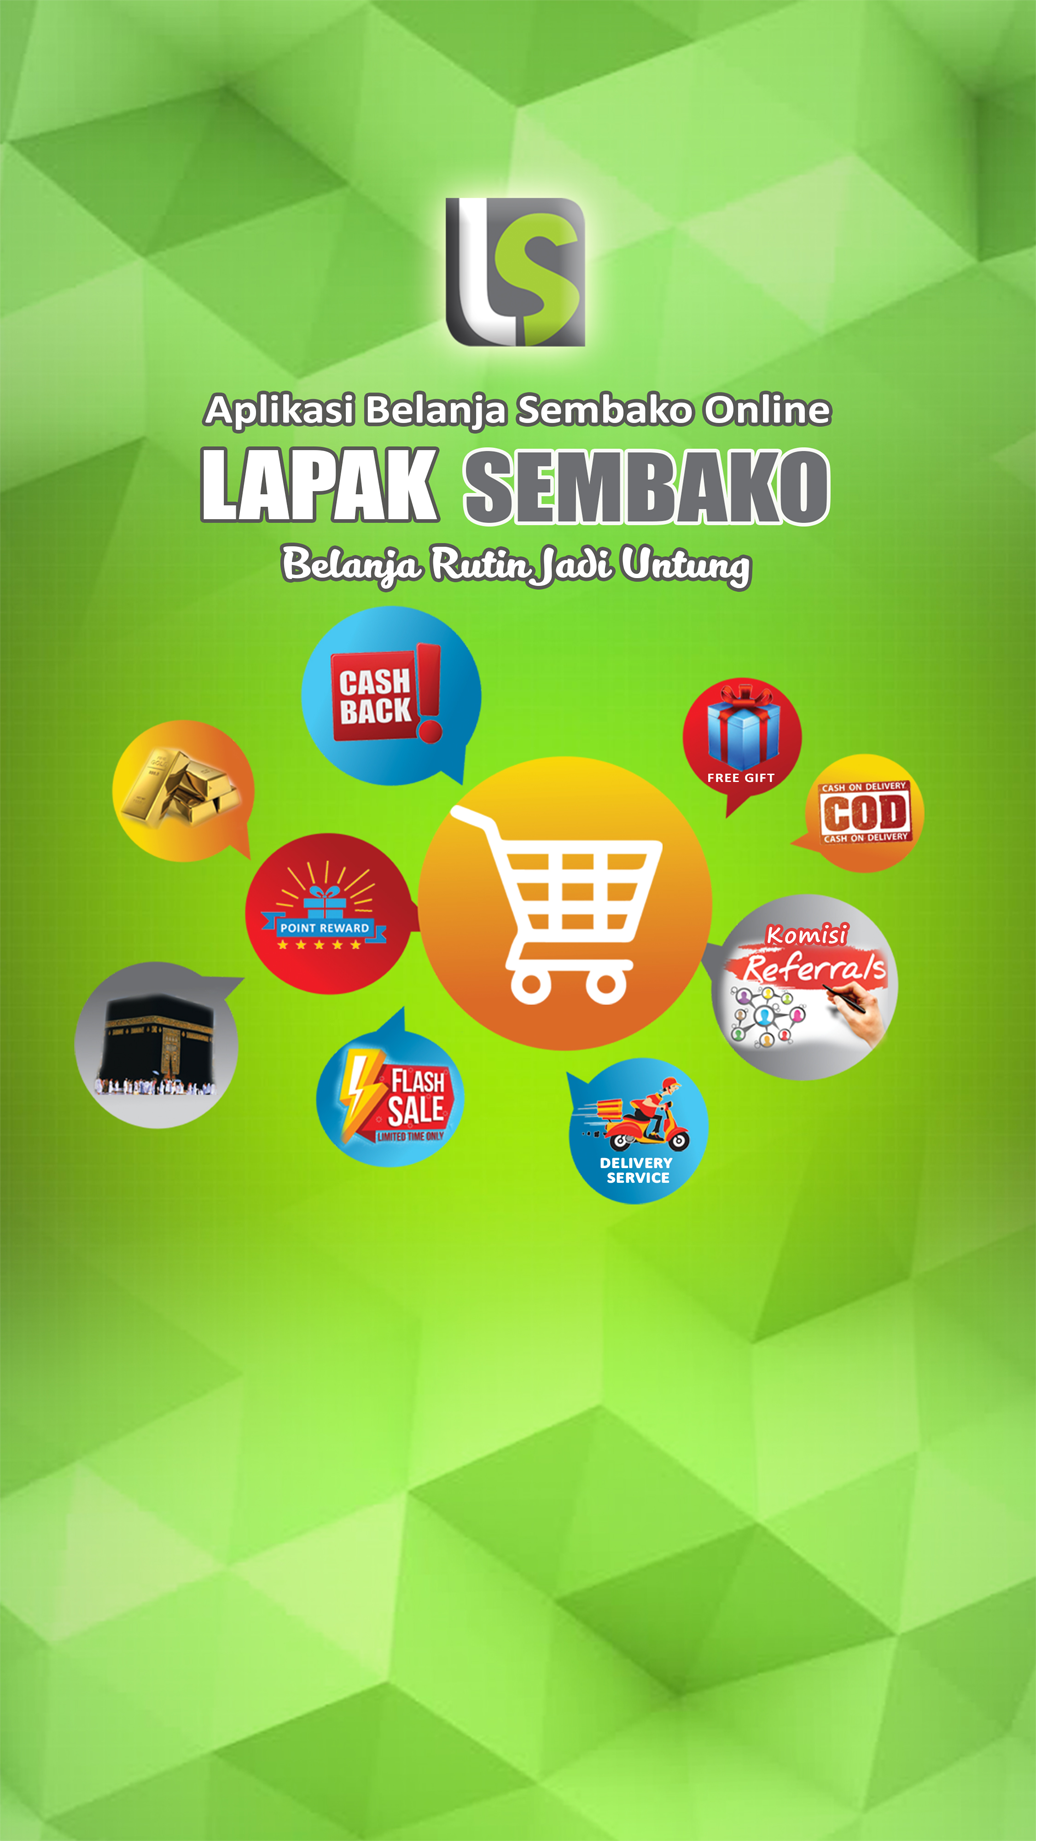 LS
Aplikasi Belanja Sembako Online
LAPAK SEMBAKO
Belanja Rutin Jadi Untung
CASH
BACK!
FREE GIFT
CASH ON DELIVERY
COD
CASH ON DELIVERY
POINT REWARD
Komisi
Referrals
FLASH
SALE
LIMITED TIME ONLY
DELIVERY
SERVICE